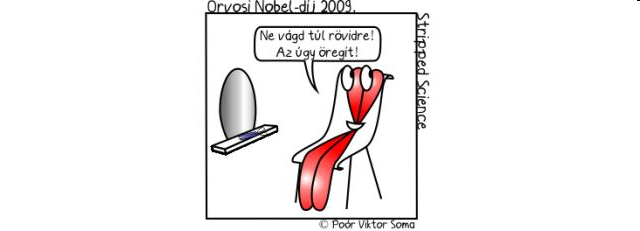 Orvosi Nobel-díj 2009.
Ne vágd túl rövidre!
Az úgy öregít!
Stripped Science
© Poór Viktor Soma